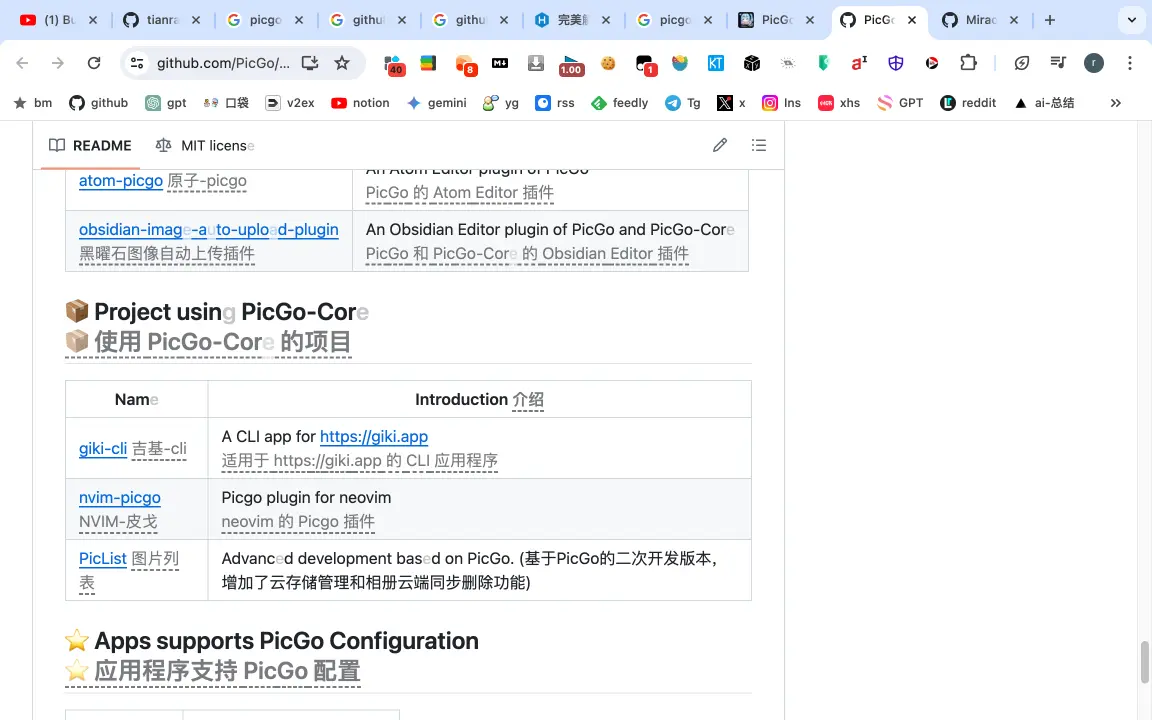 (1) Bu
tianra
picgo
githu
githu
完美解
picgo
PicGo
PicGo
Mirac
github.com/PicGo/...
40
8
1.00
1
KT
r
bm
github
gpt
口袋
v2ex
notion
gemini
yg
rss
feedly
Tg
x
Ins
xhs
GPT
reddit
ai-总结
README
MIT license
atom-picgo 原子-picgo
An Atom Editor plugin of PicGo
PicGo 的 Atom Editor 插件
obsidian-image-auto-upload-plugin
黑曜石图像自动上传插件
An Obsidian Editor plugin of PicGo and PicGo-Core
PicGo 和 PicGo-Core 的 Obsidian Editor 插件
📦 Project using PicGo-Core
📦 使用 PicGo-Core 的项目
Name
Introduction 介绍
giki-cli 吉基-cli
A CLI app for https://giki.app
适用于 https://giki.app 的 CLI 应用程序
nvim-picgo
NVIM-皮戈
Picgo plugin for neovim
neovim 的 Picgo 插件
PicList 图片列
表
Advanced development based on PicGo. (基于PicGo的二次开发版本，
增加了云存储管理和相册云端同步删除功能)
⭐ Apps supports PicGo Configuration
⭐ 应用程序支持 PicGo 配置